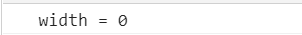 width = 0